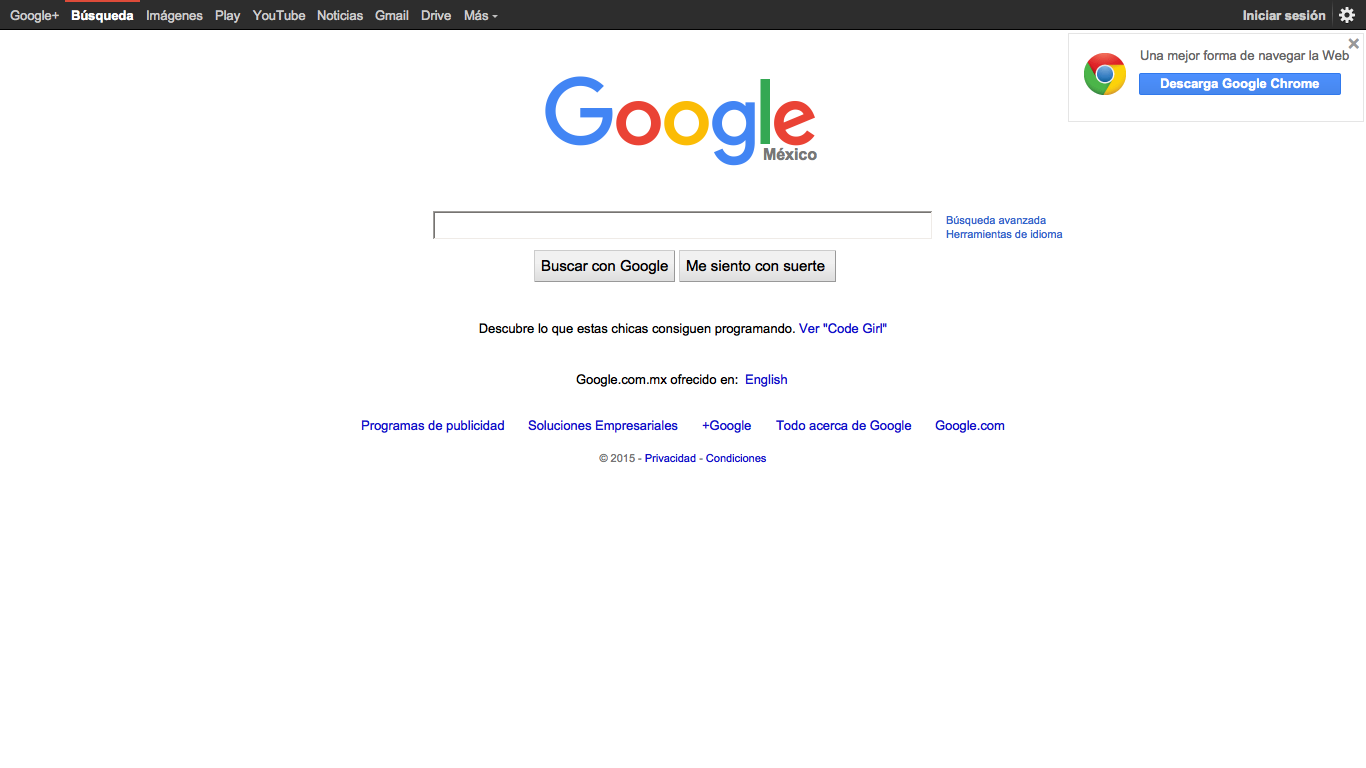 Google+ Búsqueda Imágenes Play YouTube Noticias Gmail Drive Más Iniciar sesión
Una mejor forma de navegar la Web
Descarga Google Chrome
Google
México
Búsqueda avanzada
Herramientas de idioma
Buscar con Google Me siento con suerte
Descubre lo que estas chicas consiguen programando. Ver "Code Girl"
Google.com.mx ofrecido en: English
Programas de publicidad Soluciones Empresariales +Google Todo acerca de Google Google.com
© 2015 - Privacidad - Condiciones